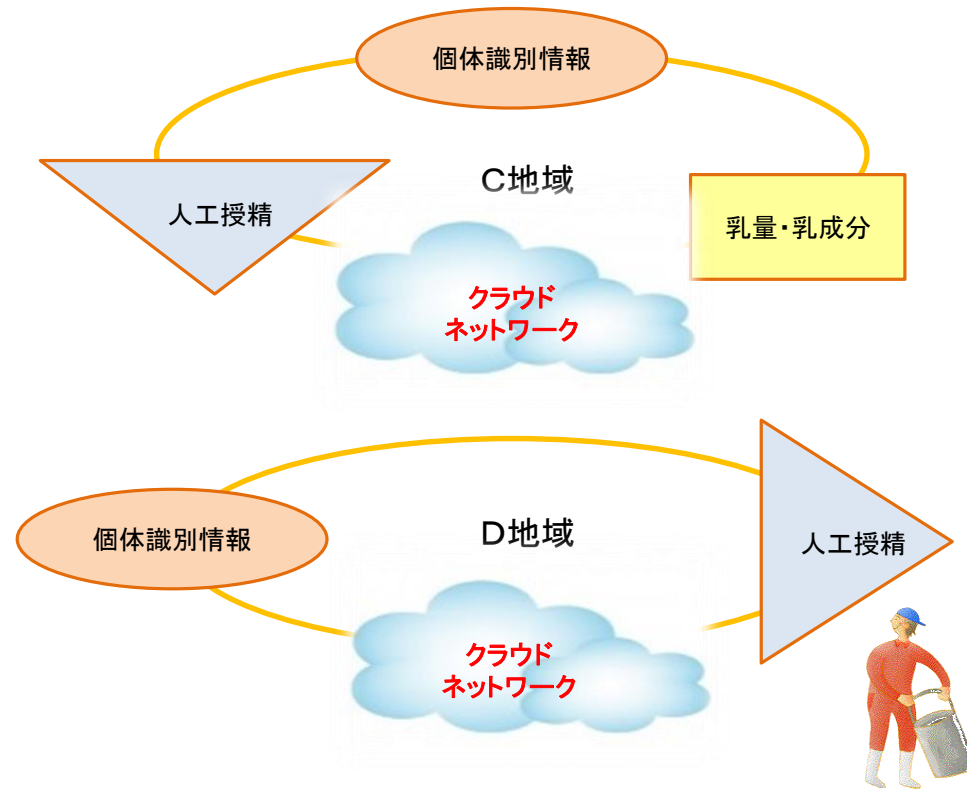 個体識別情報
C地域
人工授精
乳量・乳成分
クラウド
ネットワーク
個体識別情報
D地域
人工授精
クラウド
ネットワーク